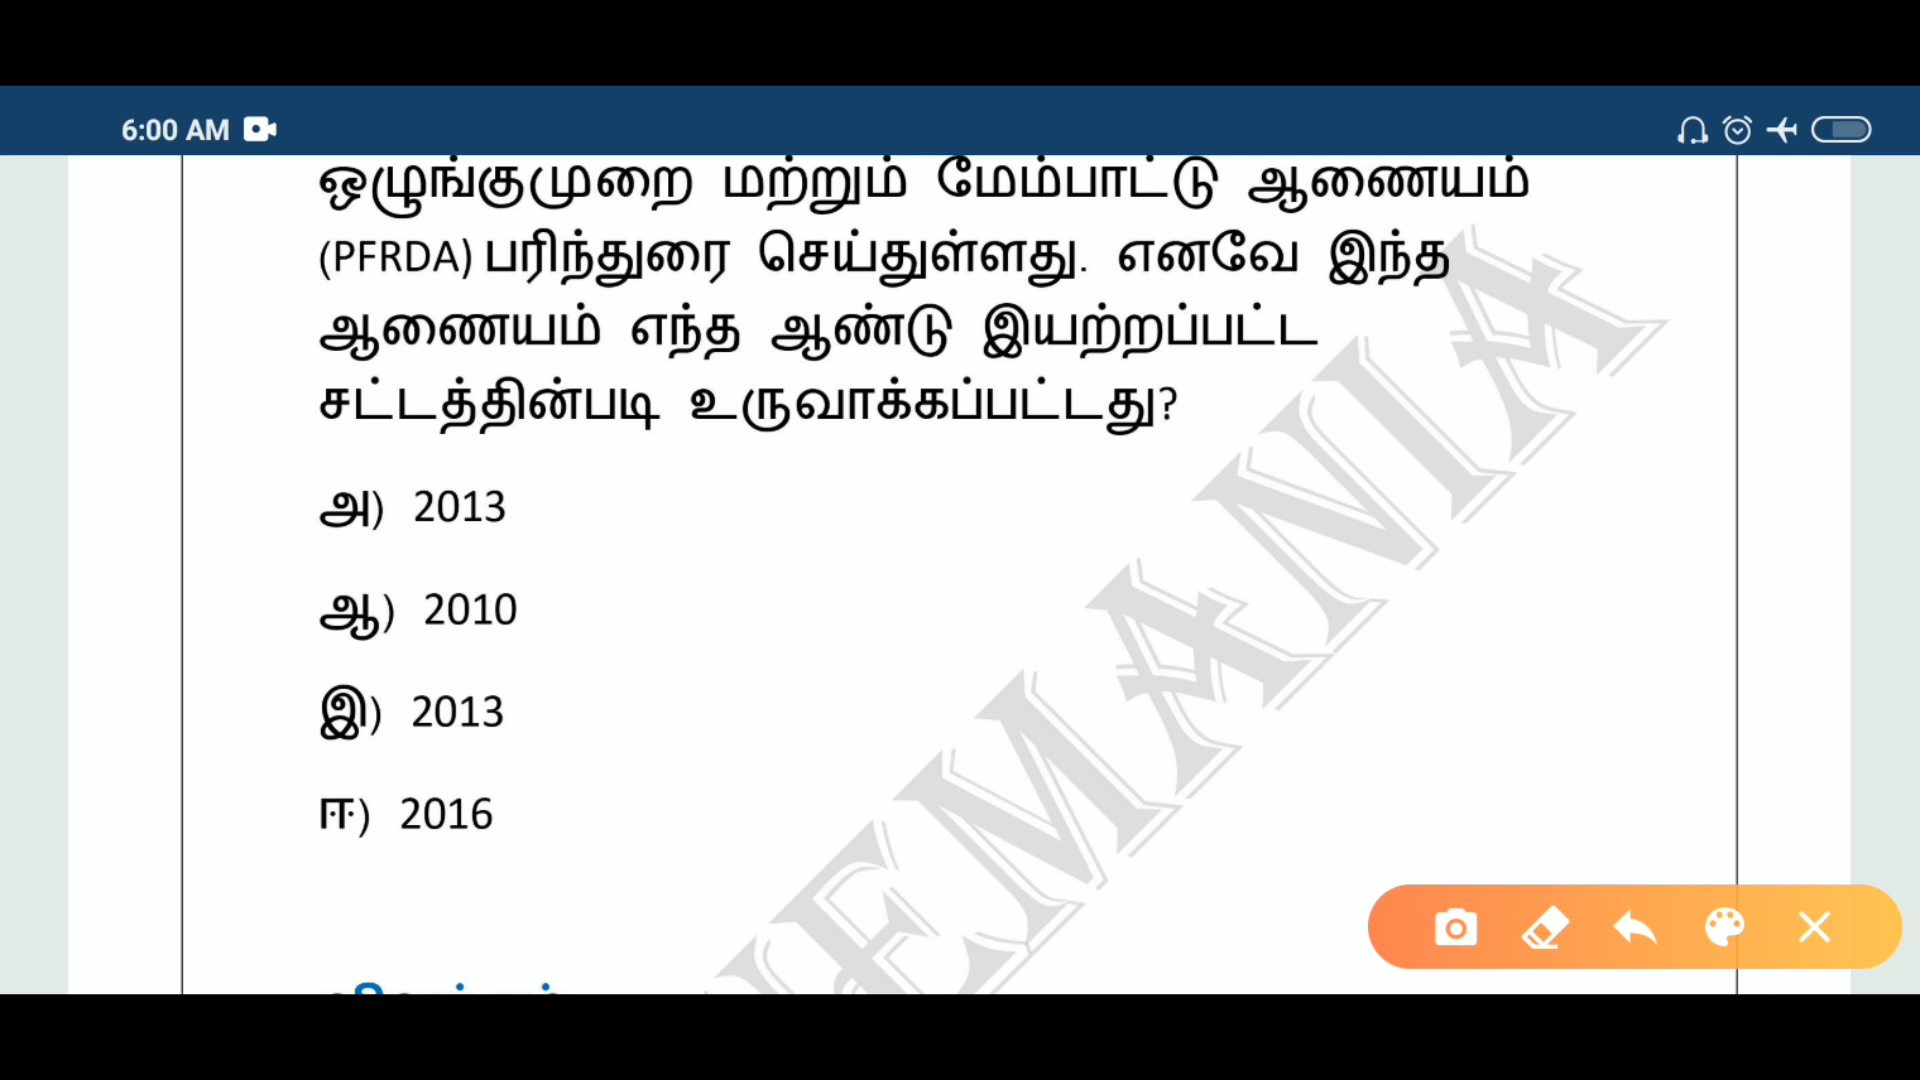 6:00 AM
ஒழுங்குமுறை மற்றும் மேம்பாட்டு ஆணையம்
(PFRDA) பரிந்துரை செய்துள்ளது. எனவே இந்த
ஆணையம் எந்த ஆண்டு இயற்றப்பட்ட
சட்டத்தின்படி உருவாக்கப்பட்டது?
அ) 2013
ஆ) 2010
இ) 2013
ஈ) 2016